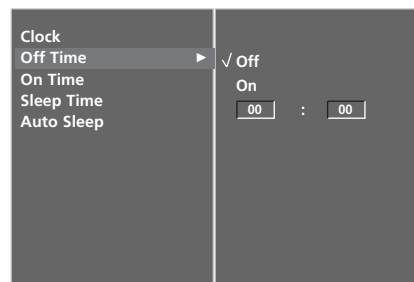 Clock
Off Time ►
On Time
Sleep Time
Auto Sleep
√ Off
On
00 : 00